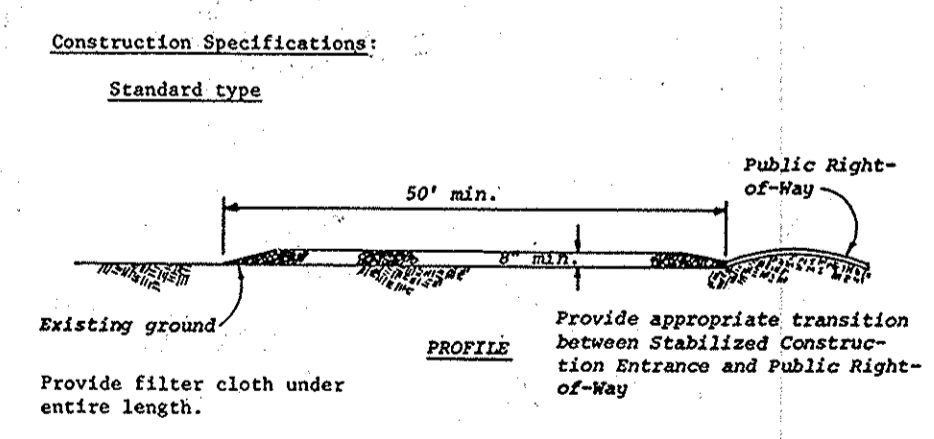 Construction Specifications:
Standard type
Public Right-
of-Way
50' min.
8" min.
Existing ground
PROFILE
Provide appropriate transition
between Stabilized Construc-
tion Entrance and Public Right-
of-Way
Provide filter cloth under
entire length.